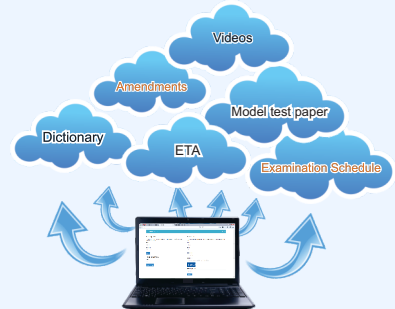 Videos
Amendments
Model test paper
Dictionary
ETA
Examination Schedule